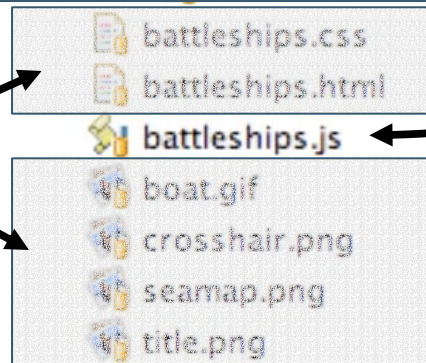 battleships.css
battleships.html
battleships.js
boat.gif
crosshair.png
seamap.png
title.png